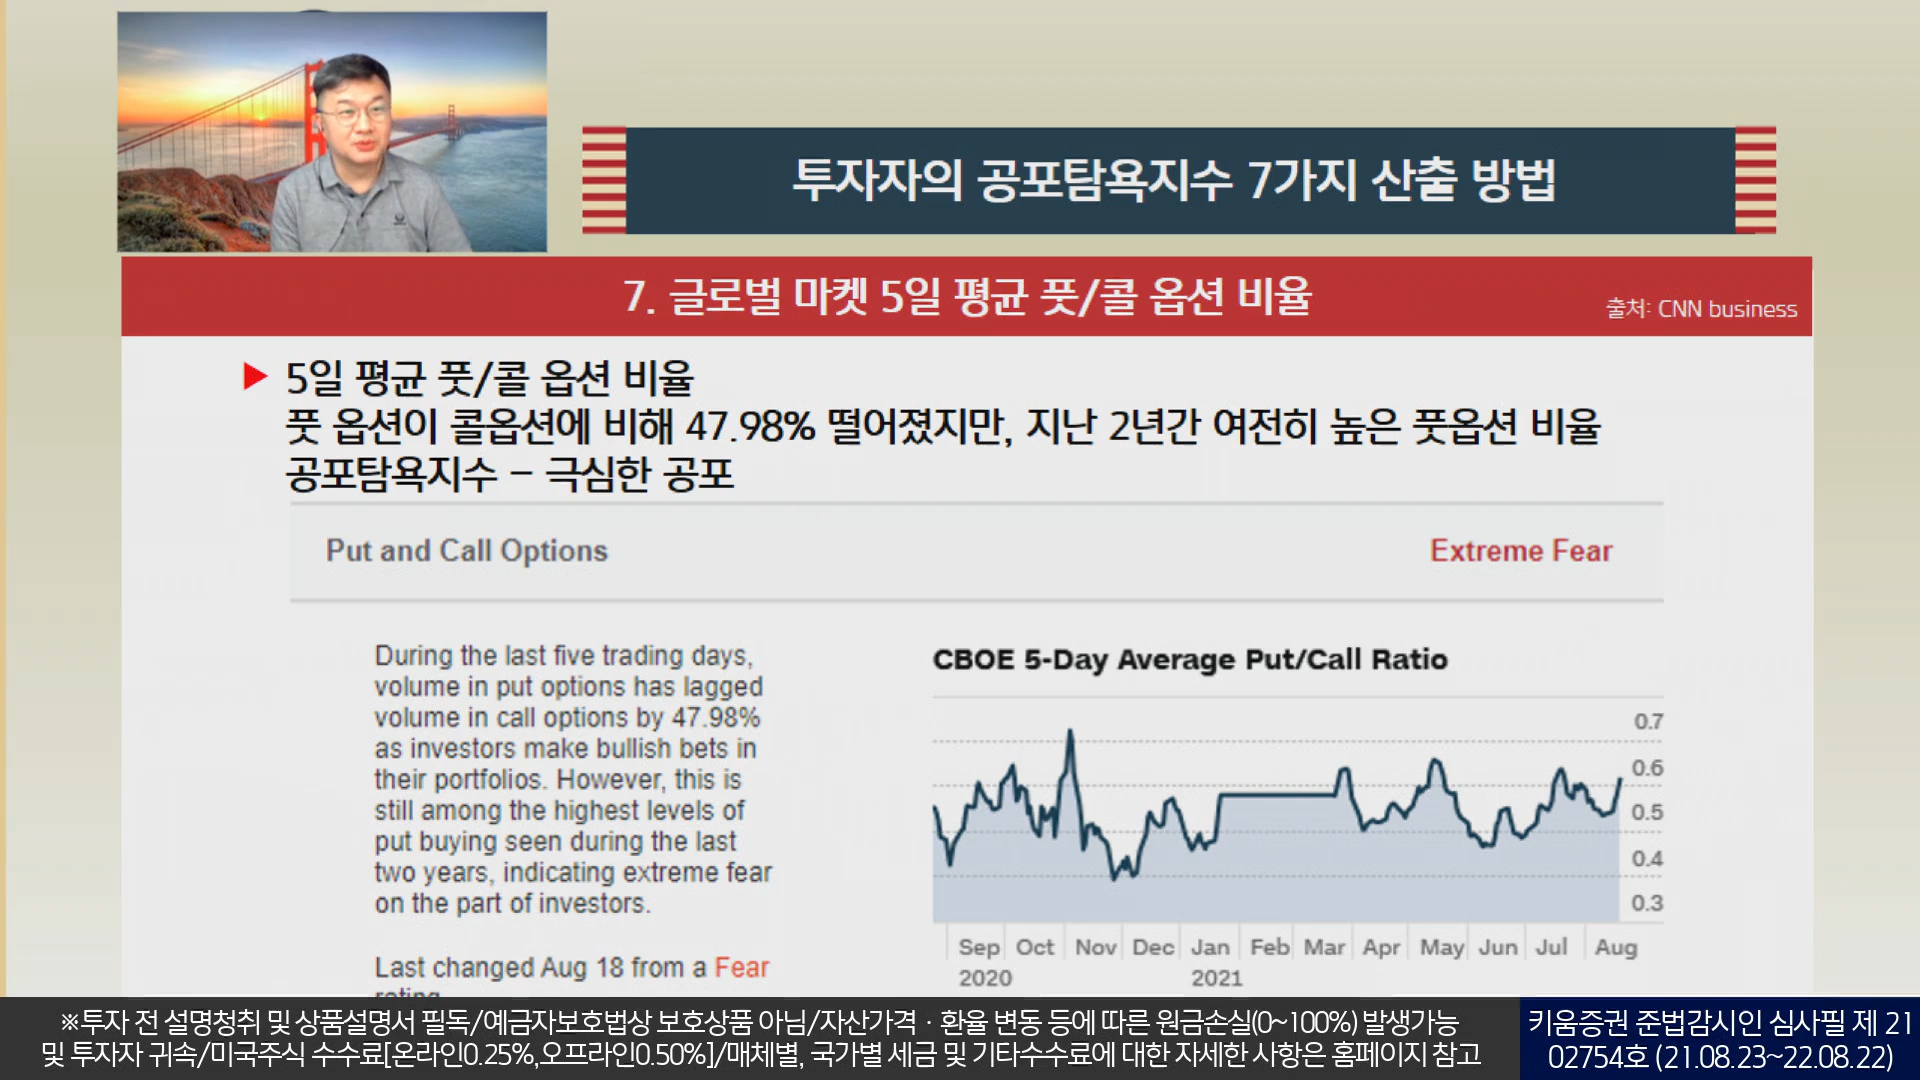 투자자의 공포탐욕지수 7가지 산출 방법
7. 글로벌 마켓 5일 평균 풋/콜 옵션 비율
출처: CNN business
5일 평균 풋/콜 옵션 비율
풋 옵션이 콜옵션에 비해 47.98% 떨어졌지만, 지난 2년간 여전히 높은 풋옵션 비율
공포탐욕지수 - 극심한 공포
Put and Call Options
Extreme Fear
During the last five trading days,
volume in put options has lagged
volume in call options by 47.98%
as investors make bullish bets in
their portfolios. However, this is
still among the highest levels of
put buying seen during the last
two years, indicating extreme fear
on the part of investors.
Last changed Aug 18 from a Fear
rating
CBOE 5-Day Average Put/Call Ratio
0.7
0.6
0.5
0.4
0.3
Sep Oct Nov Dec Jan Feb Mar Apr May Jun Jul Aug
2020 2021
※투자 전 설명청취 및 상품설명서 필독/예금자보호법상 보호상품 아님/자산가격·환율 변동 등에 따른 원금손실(0~100%) 발생가능
및 투자자 귀속/미국주식 수수료[온라인0.25%,오프라인0.50%]/매체별, 국가별 세금 및 기타수수료에 대한 자세한 사항은 홈페이지 참고
키움증권 준법감시인 심사필 제 21
02754호 (21.08.23~22.08.22)